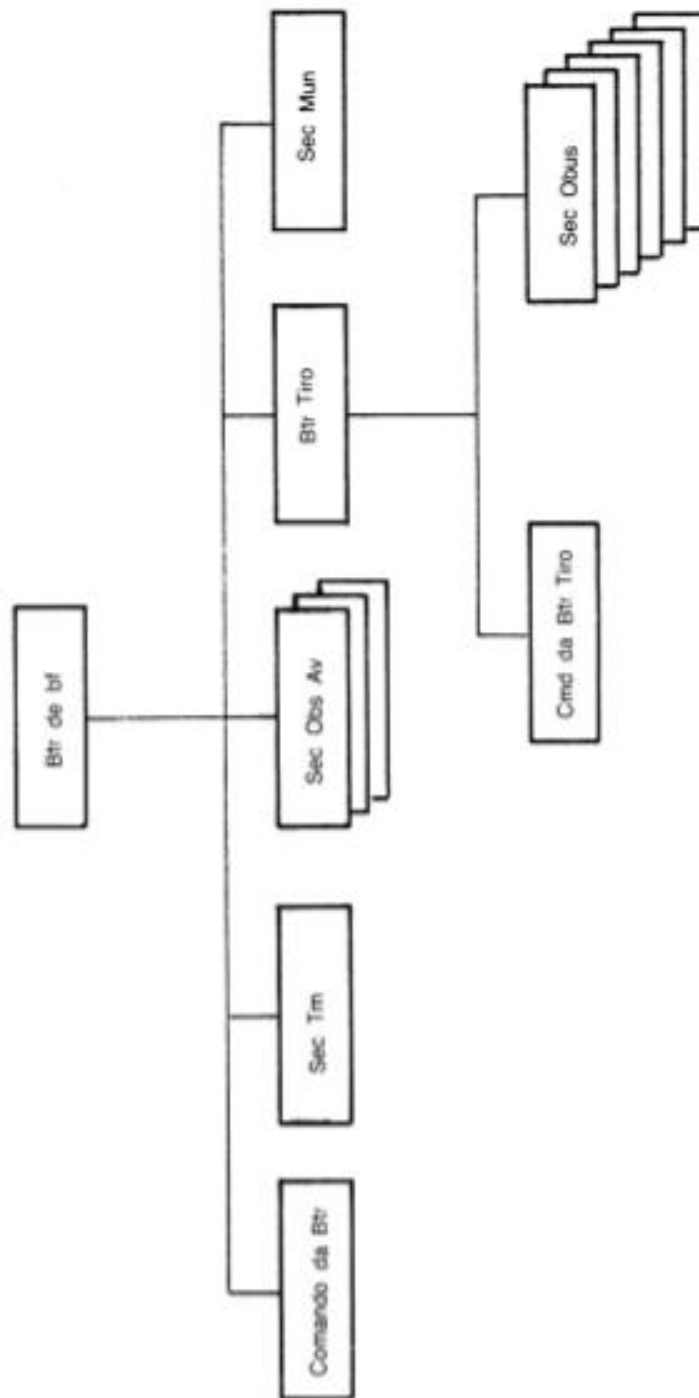 Btr de bf
Comando da Btr
Sec Trn
Sec Obs Av
Btr Tiro
Sec Mun
Cmd da Btr Tiro
Sec Obus